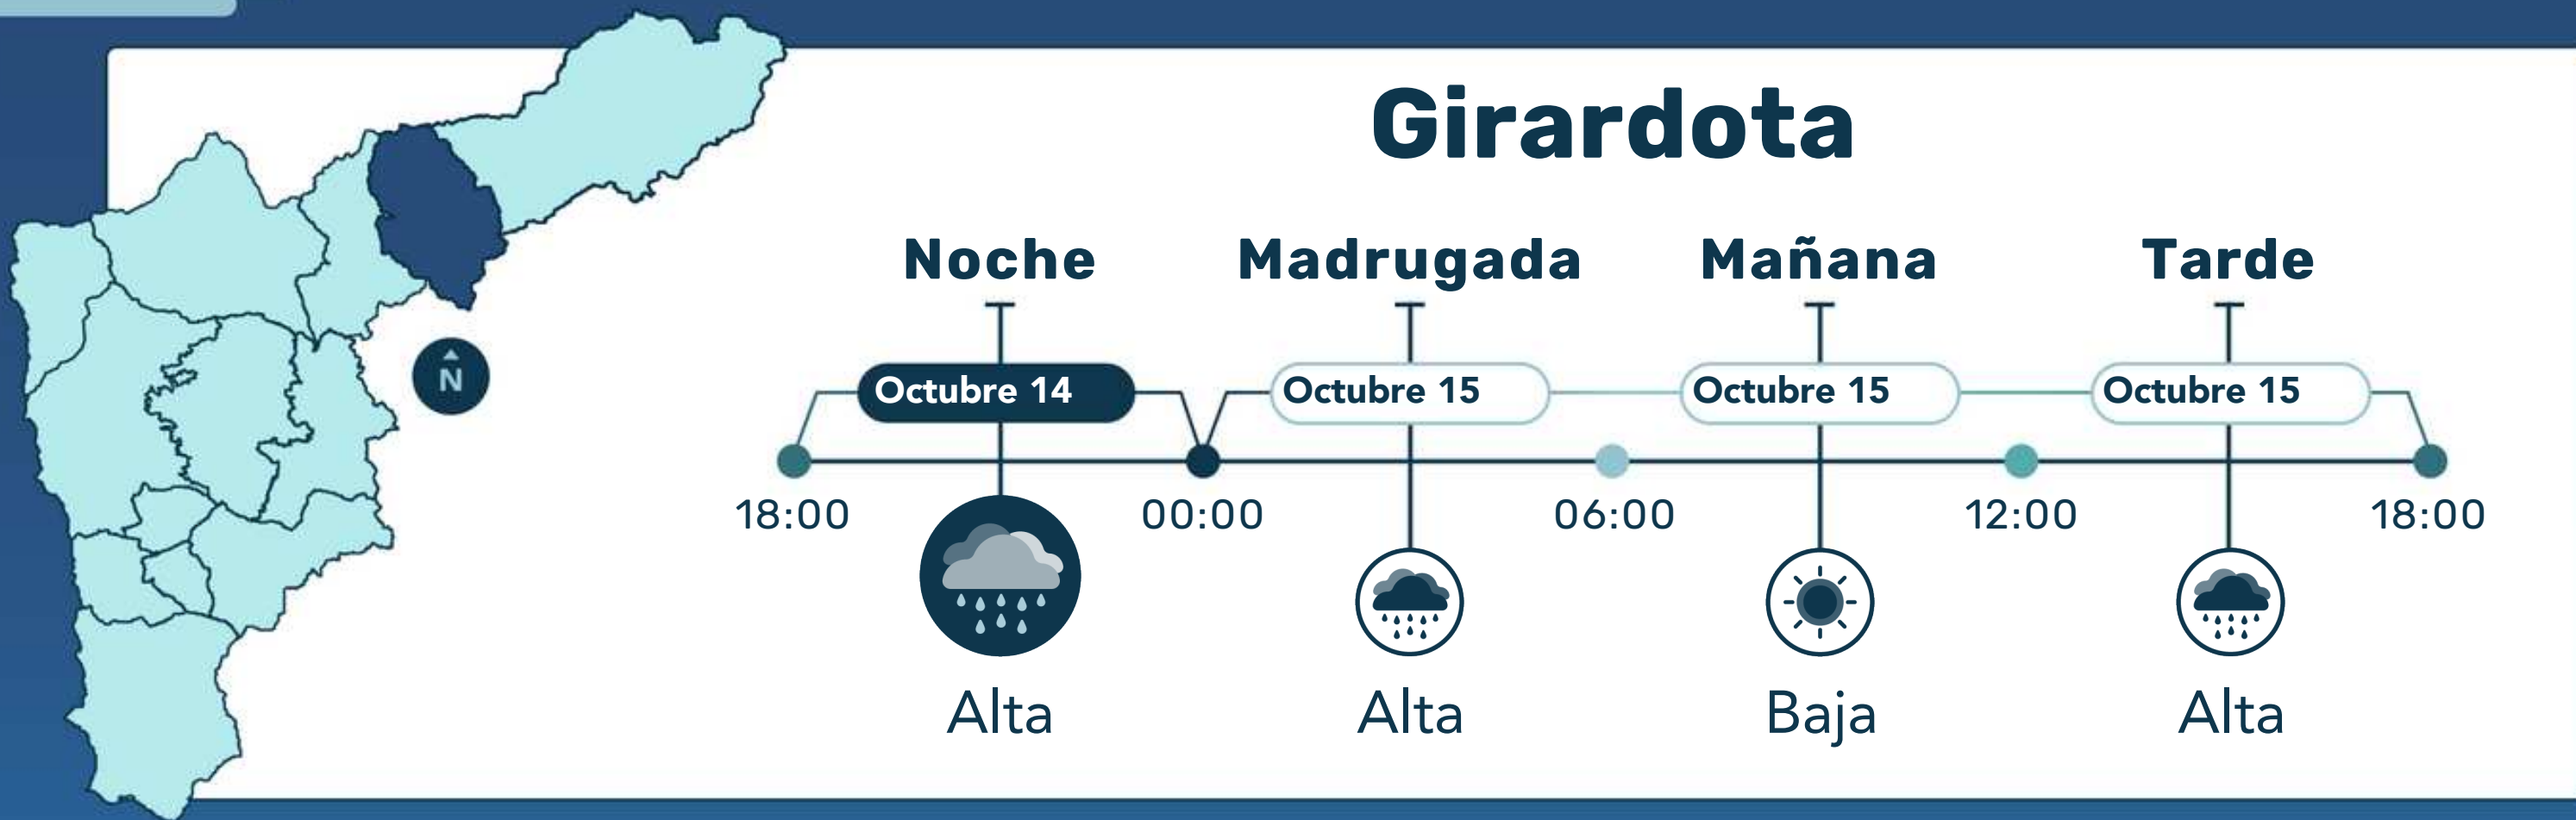 Girardota
Noche Madrugada Mañana Tarde
Octubre 14 Octubre 15 Octubre 15 Octubre 15
N
18:00 00:00 06:00 12:00 18:00
Alta Alta Baja Alta